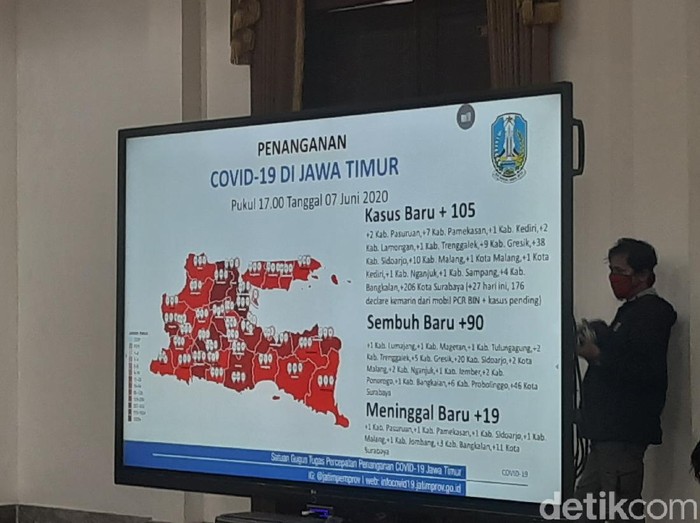 PENANGANAN
COVID-19 DI JAWA TIMUR
Pukul 17.00 Tanggal 07 Juni 2020
Kasus Baru + 105
+2 Kab. Pasuruan,+7 Kab. Pamekasan,+1 Kab. Kediri,+2
Kab. Lamongan,+1 Kab. Trenggalek,+9 Kab. Gresik,+38
Kab. Sidoarjo,+10 Kab. Malang,+1 Kota Malang,+1 Kota
Kediri,+1 Kab. Nganjuk,+1 Kab. Sampang,+4 Kab.
Bangkalan,+206 Kota Surabaya (+27 hari ini, 176
declare kemarin dari mobil PCR BIN + kasus pending)
Sembuh Baru +90
+1 Kab. Lumajang,+1 Kab. Magetan,+1 Kab. Tulungagung,+2
Kab. Trenggalek,+5 Kab. Gresik,+20 Kab. Sidoarjo,+2
Kota Malang,+2 Kab. Nganjuk,+1 Kab. Jember,+2 Kab.
Ponorogo,+1 Kab. Bangkalan,+6 Kab. Probolinggo,+46 Kota
Surabaya
Meninggal Baru +19
+1 Kab. Pasuruan,+1 Kab. Pamekasan,+1 Kab. Sidoarjo,+1 Kab.
Malang,+1 Kab. Jombang,+3 Kab. Bangkalan,+11 Kota
Surabaya
Satuan Gugus Tugas Percepatan Penanganan COVID-19 Jawa Timur
IG: @jatimpemprov | web: infocovid19.jatimprov.go.id
COVID-19
detikcom